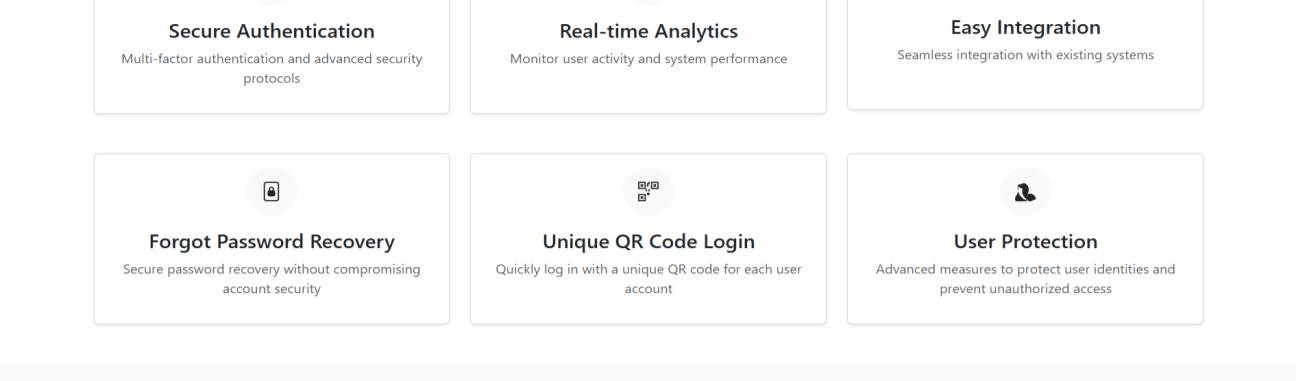 Secure Authentication
Multi-factor authentication and advanced security
protocols
Real-time Analytics
Monitor user activity and system performance
Easy Integration
Seamless integration with existing systems
Forgot Password Recovery
Secure password recovery without compromising
account security
Unique QR Code Login
Quickly log in with a unique QR code for each user
account
User Protection
Advanced measures to protect user identities and
prevent unauthorized access